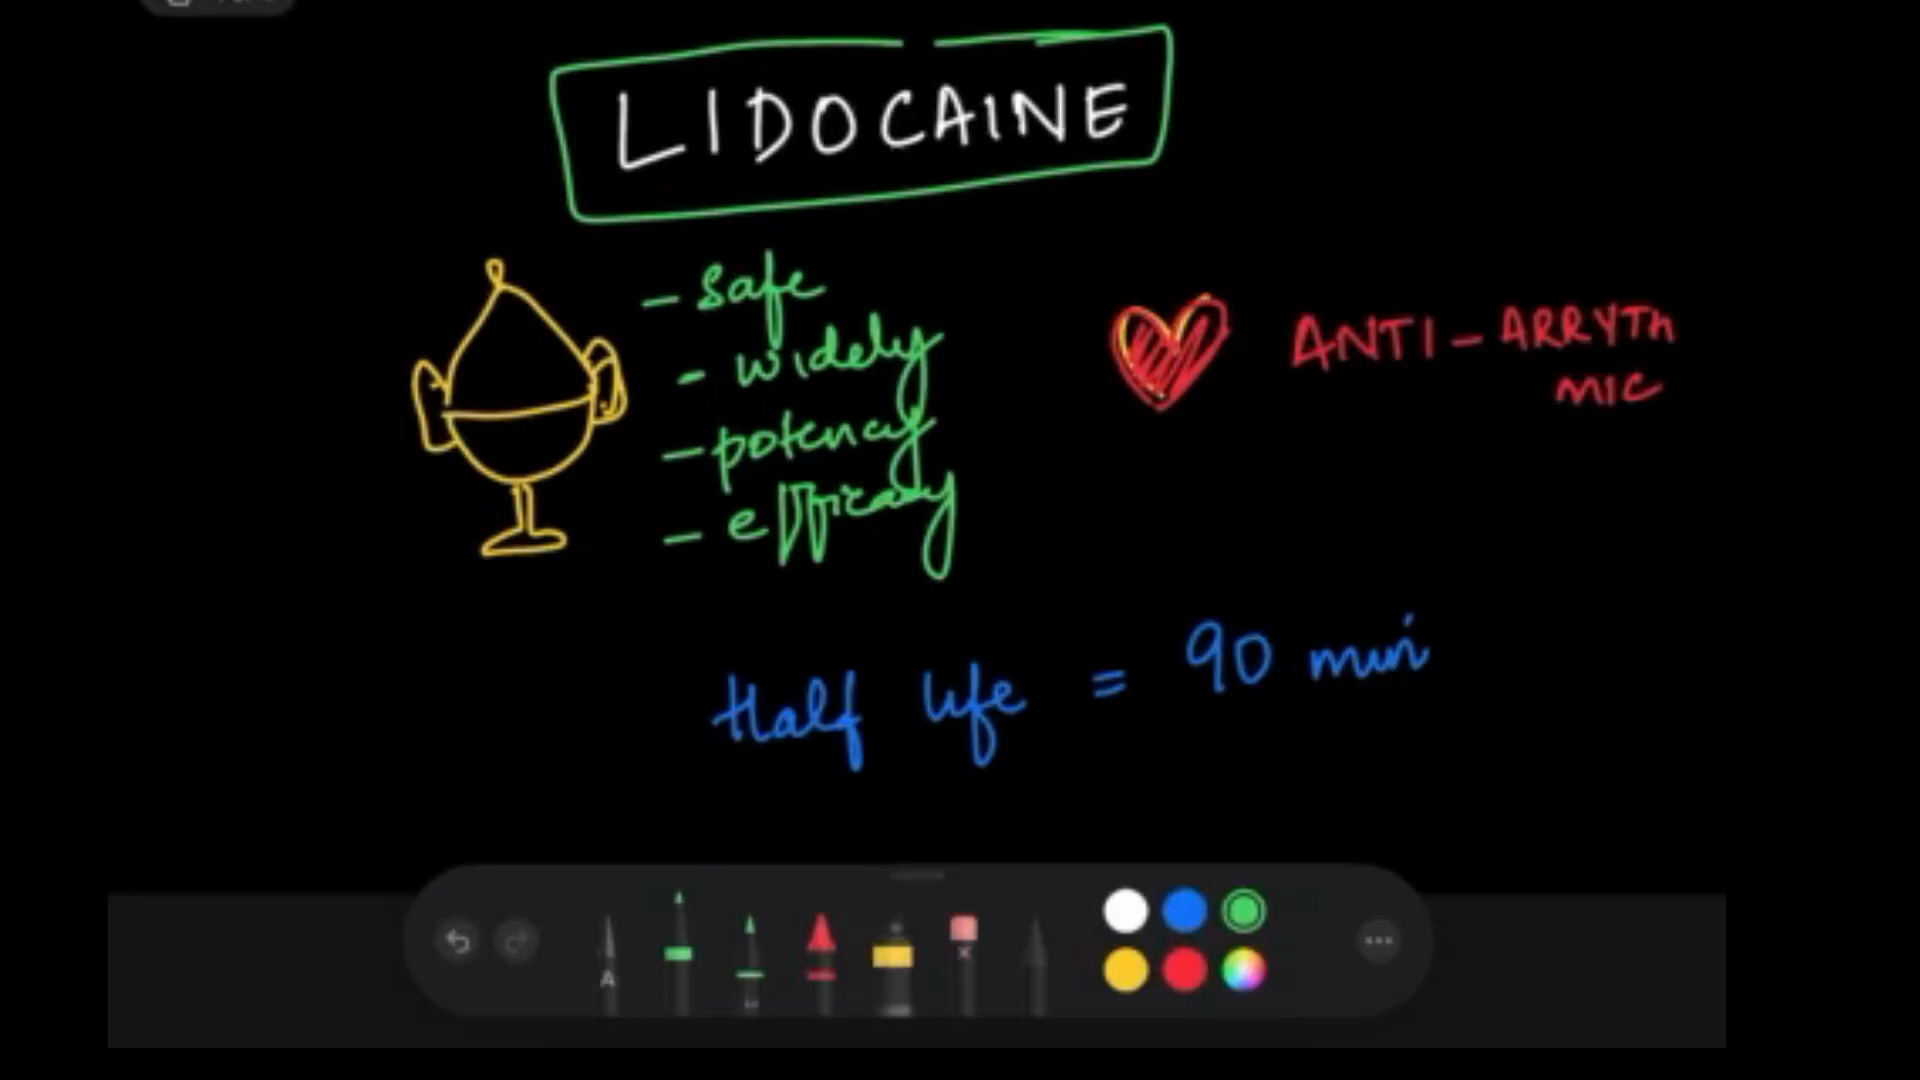 LIDOCAINE
- safe
- widely
- potency
- efficacy
ANTI-ARRYTH
MIC
Half life = 90 min
A